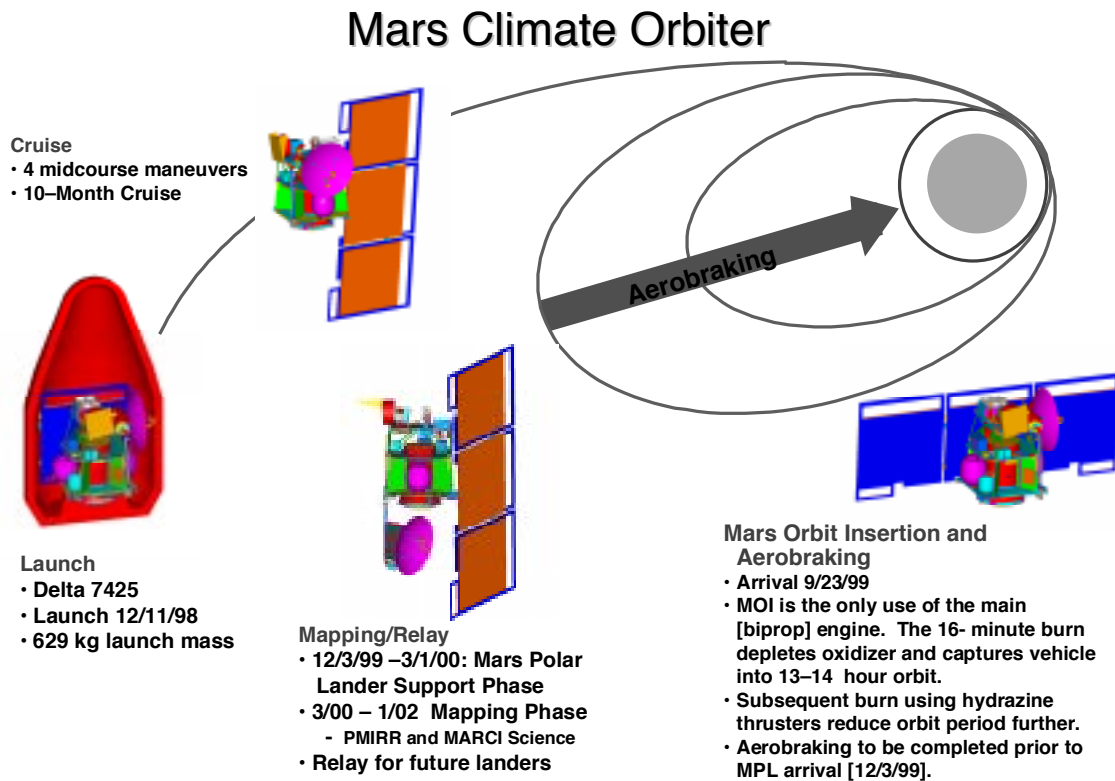 Mars Climate Orbiter
Cruise
• 4 midcourse maneuvers
• 10–Month Cruise
Aerobraking
Launch
• Delta 7425
• Launch 12/11/98
• 629 kg launch mass
Mapping/Relay
• 12/3/99 –3/1/00: Mars Polar
Lander Support Phase
• 3/00 – 1/02 Mapping Phase
- PMIRR and MARCI Science
• Relay for future landers
Mars Orbit Insertion and
Aerobraking
• Arrival 9/23/99
• MOI is the only use of the main
[biprop] engine. The 16- minute burn
depletes oxidizer and captures vehicle
into 13–14 hour orbit.
• Subsequent burn using hydrazine
thrusters reduce orbit period further.
• Aerobraking to be completed prior to
MPL arrival [12/3/99].